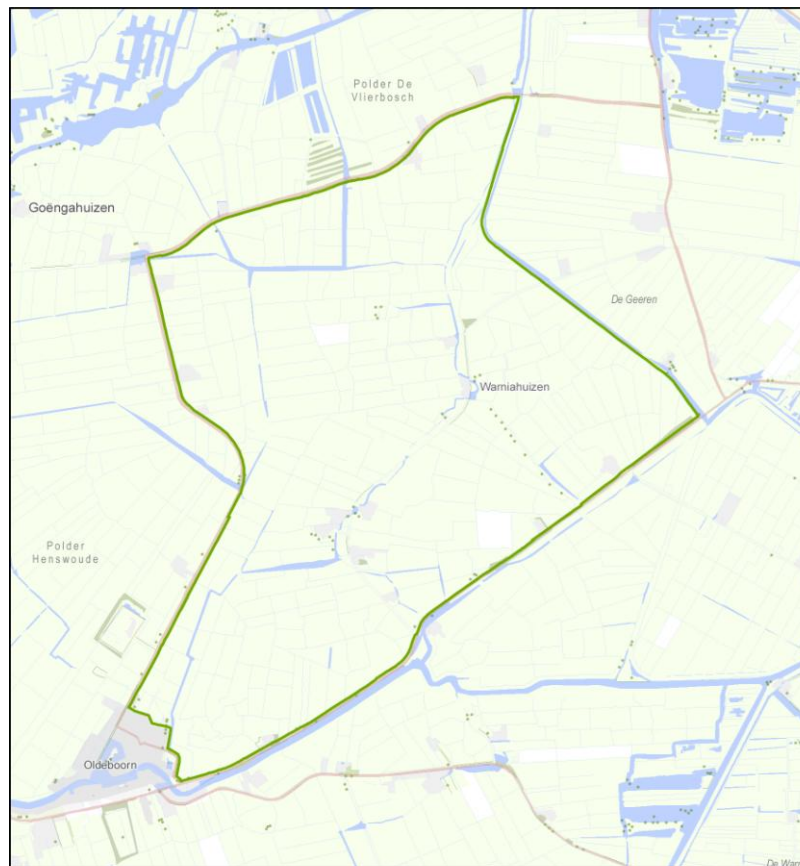 Polder De
Vlierbosch
Goëngahuizen
De Geeren
Warniahuizen
Polder
Henswoude
Oldeboorn